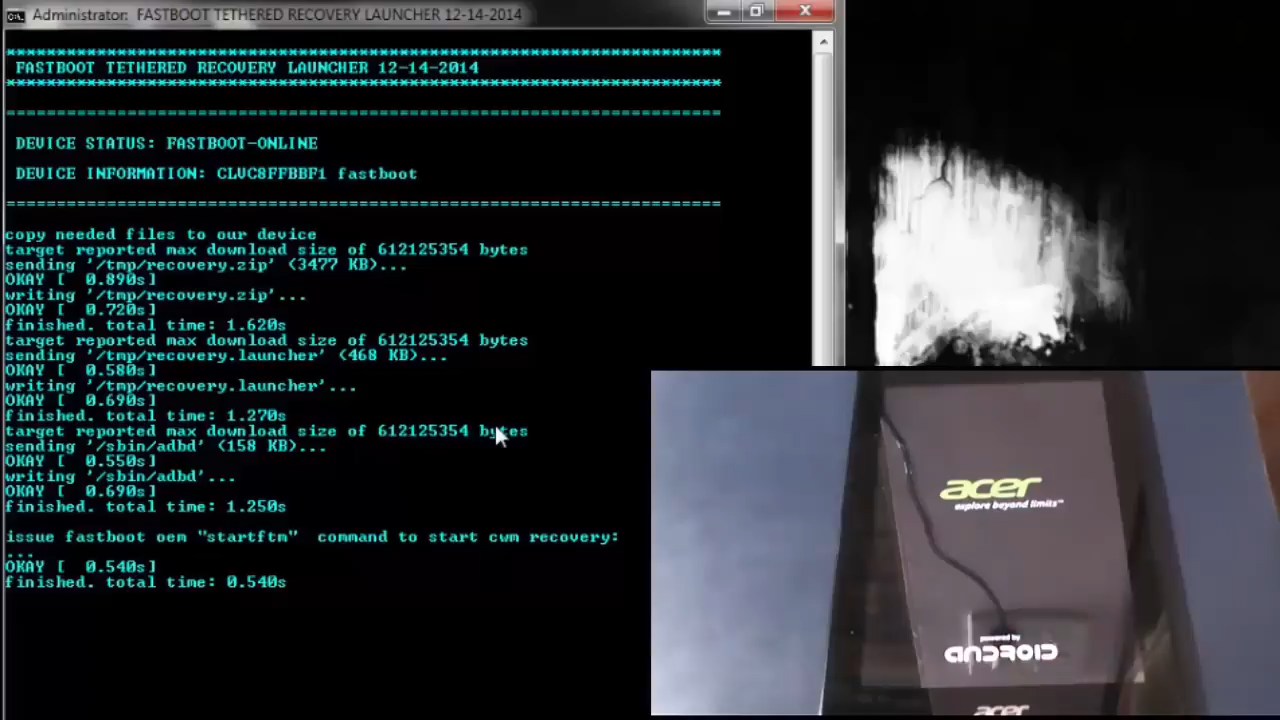 Administrator: FASTBOOT TETHERED RECOVERY LAUNCHER 12-14-2014
************************************************************************
FASTBOOT TETHERED RECOVERY LAUNCHER 12-14-2014
************************************************************************
========================================================================
DEVICE STATUS: FASTBOOT-ONLINE
DEVICE INFORMATION: CLVC8FFBBF1 fastboot
========================================================================
copy needed files to our device
target reported max download size of 612125354 bytes
sending '/tmp/recovery.zip' (3477 KB)...
OKAY [  0.890s]
writing '/tmp/recovery.zip'...
OKAY [  0.720s]
finished. total time: 1.620s
target reported max download size of 612125354 bytes
sending '/tmp/recovery.launcher' (468 KB)...
OKAY [  0.580s]
writing '/tmp/recovery.launcher'...
OKAY [  0.690s]
finished. total time: 1.270s
target reported max download size of 612125354 bytes
sending '/sbin/adbd' (158 KB)...
OKAY [  0.550s]
writing '/sbin/adbd'...
OKAY [  0.690s]
finished. total time: 1.250s
issue fastboot oem "startftm"  command to start cwm recovery:
...
OKAY [  0.540s]
finished. total time: 0.540s
acer
explore beyond limits™
powered by
ANDROID
acer